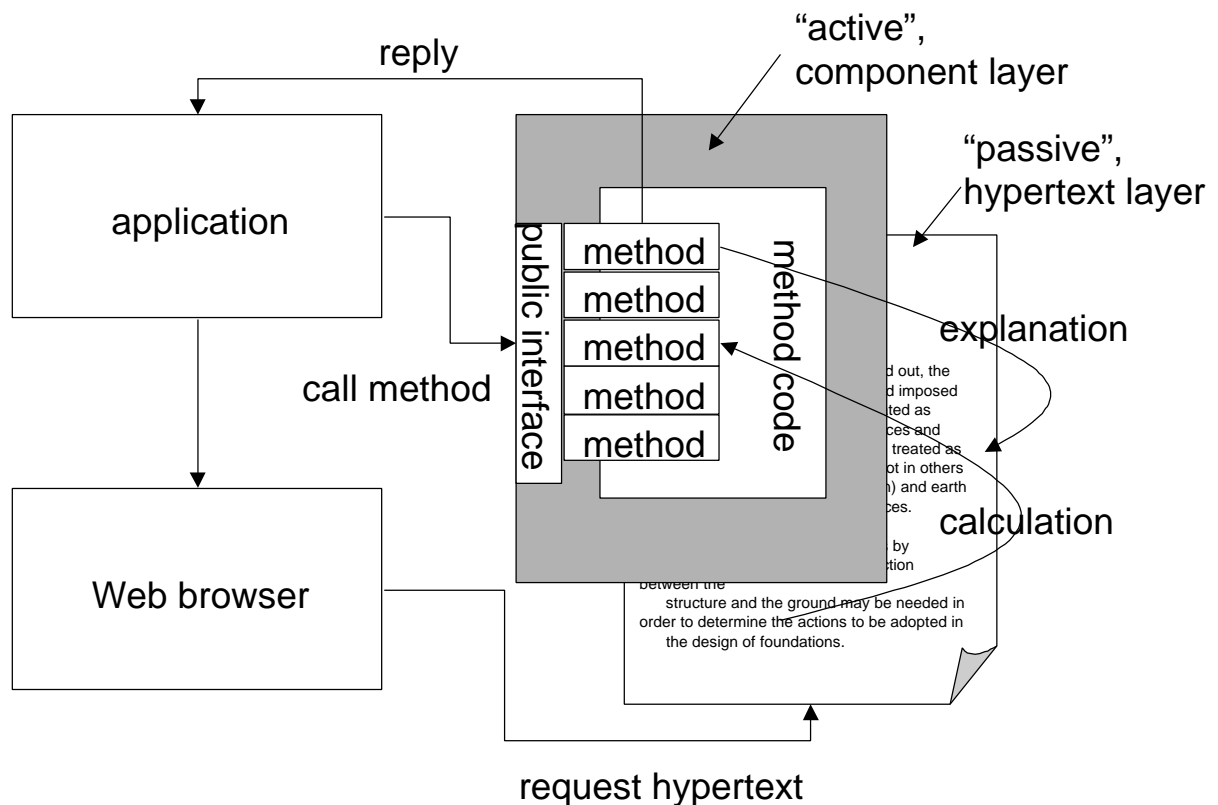 “active”,
component layer
reply
“passive”,
hypertext layer
application
public interface
method
method
method
method
method
method code
explanation
call method
d out, the
d imposed
ted as
ces and
treated as
ot in others
n) and earth
ces.
calculation
s by
ction
between the
structure and the ground may be needed in
order to determine the actions to be adopted in
the design of foundations.
Web browser
request hypertext